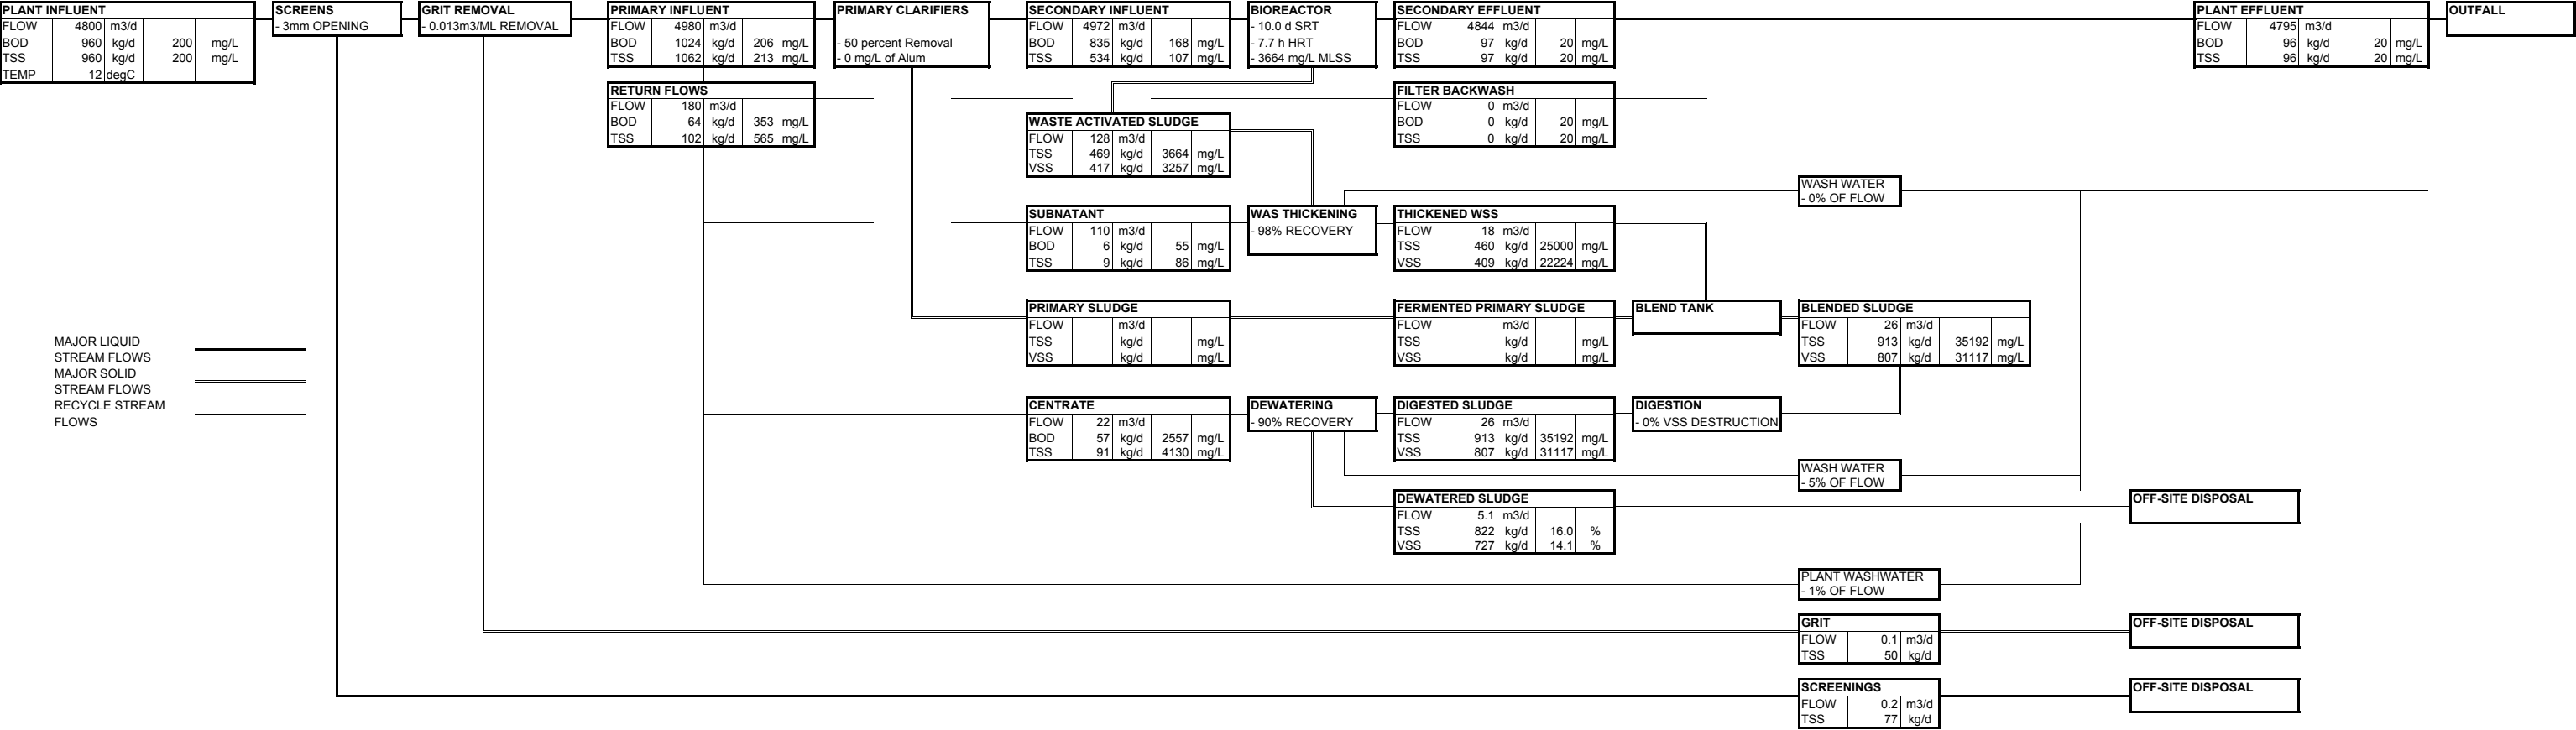 PLANT INFLUENT
FLOW 4800 m3/d
BOD 960 kg/d 200 mg/L
TSS 960 kg/d 200 mg/L
TEMP 12 degC
SCREENS
- 3mm OPENING
GRIT REMOVAL
- 0.013m3/ML REMOVAL
PRIMARY INFLUENT
FLOW 4980 m3/d
BOD 1024 kg/d 206 mg/L
TSS 1062 kg/d 213 mg/L
PRIMARY CLARIFIERS
- 50 percent Removal
- 0 mg/L of Alum
SECONDARY INFLUENT
FLOW 4972 m3/d
BOD 835 kg/d 168 mg/L
TSS 534 kg/d 107 mg/L
BIOREACTOR
- 10.0 d SRT
- 7.7 h HRT
- 3664 mg/L MLSS
SECONDARY EFFLUENT
FLOW 4844 m3/d
BOD 97 kg/d 20 mg/L
TSS 97 kg/d 20 mg/L
PLANT EFFLUENT
FLOW 4795 m3/d
BOD 96 kg/d 20 mg/L
TSS 96 kg/d 20 mg/L
OUTFALL
RETURN FLOWS
FLOW 180 m3/d
BOD 64 kg/d 353 mg/L
TSS 102 kg/d 565 mg/L
FILTER BACKWASH
FLOW 0 m3/d
BOD 0 kg/d 20 mg/L
TSS 0 kg/d 20 mg/L
WASTE ACTIVATED SLUDGE
FLOW 128 m3/d
TSS 469 kg/d 3664 mg/L
VSS 417 kg/d 3257 mg/L
WASH WATER
- 0% OF FLOW
SUBNATANT
FLOW 110 m3/d
BOD 6 kg/d 55 mg/L
TSS 9 kg/d 86 mg/L
WAS THICKENING
- 98% RECOVERY
THICKENED WSS
FLOW 18 m3/d
TSS 460 kg/d 25000 mg/L
VSS 409 kg/d 22224 mg/L
PRIMARY SLUDGE
FLOW m3/d
TSS kg/d mg/L
VSS kg/d mg/L
FERMENTED PRIMARY SLUDGE
FLOW m3/d
TSS kg/d mg/L
VSS kg/d mg/L
BLEND TANK
BLENDED SLUDGE
FLOW 26 m3/d
TSS 913 kg/d 35192 mg/L
VSS 807 kg/d 31117 mg/L
MAJOR LIQUID
STREAM FLOWS
MAJOR SOLID
STREAM FLOWS
RECYCLE STREAM
FLOWS
CENTRATE
FLOW 22 m3/d
BOD 57 kg/d 2557 mg/L
TSS 91 kg/d 4130 mg/L
DEWATERING
- 90% RECOVERY
DIGESTED SLUDGE
FLOW 26 m3/d
TSS 913 kg/d 35192 mg/L
VSS 807 kg/d 31117 mg/L
DIGESTION
- 0% VSS DESTRUCTION
WASH WATER
- 5% OF FLOW
DEWATERED SLUDGE
FLOW 5.1 m3/d
TSS 822 kg/d 16.0 %
VSS 727 kg/d 14.1 %
OFF-SITE DISPOSAL
PLANT WASHWATER
- 1% OF FLOW
GRIT
FLOW 0.1 m3/d
TSS 50 kg/d
OFF-SITE DISPOSAL
SCREENINGS
FLOW 0.2 m3/d
TSS 77 kg/d
OFF-SITE DISPOSAL